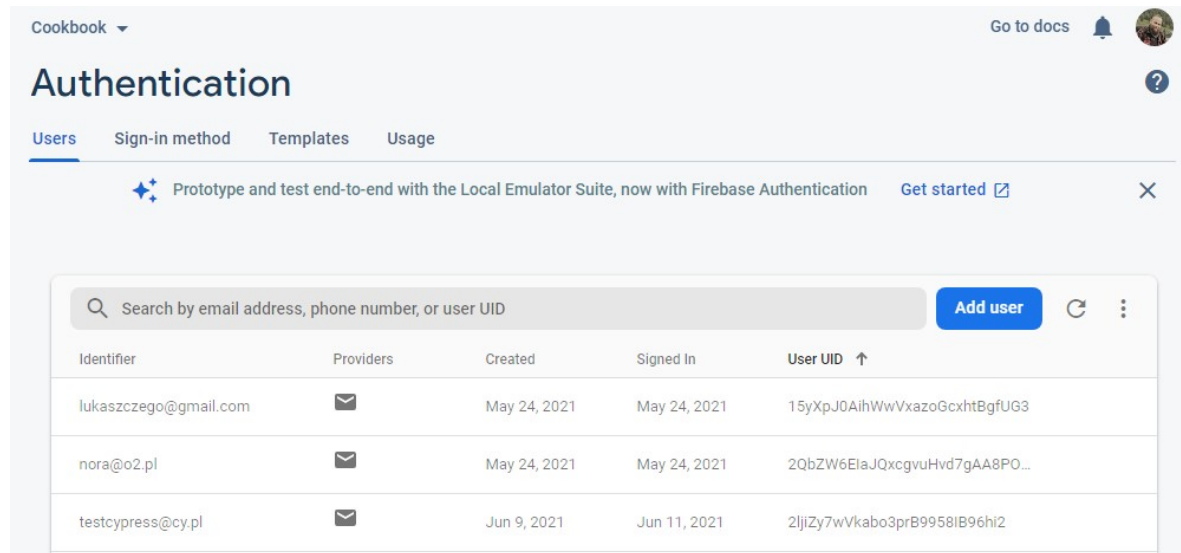 Cookbook Go to docs
Authentication
Users Sign-in method Templates Usage
Prototype and test end-to-end with the Local Emulator Suite, now with Firebase Authentication Get started
Search by email address, phone number, or user UID Add user
Identifier Providers Created Signed In User UID
lukaszczego@gmail.com May 24, 2021 May 24, 2021 15yXpJ0AihWwVxazoGcxhtBgfUG3
nora@o2.pl May 24, 2021 May 24, 2021 2QbZW6EIaJQxcgvuHvd7gAA8PO...
testcypress@cy.pl Jun 9, 2021 Jun 11, 2021 2ljiZy7wVkabo3prB9958IB96hi2